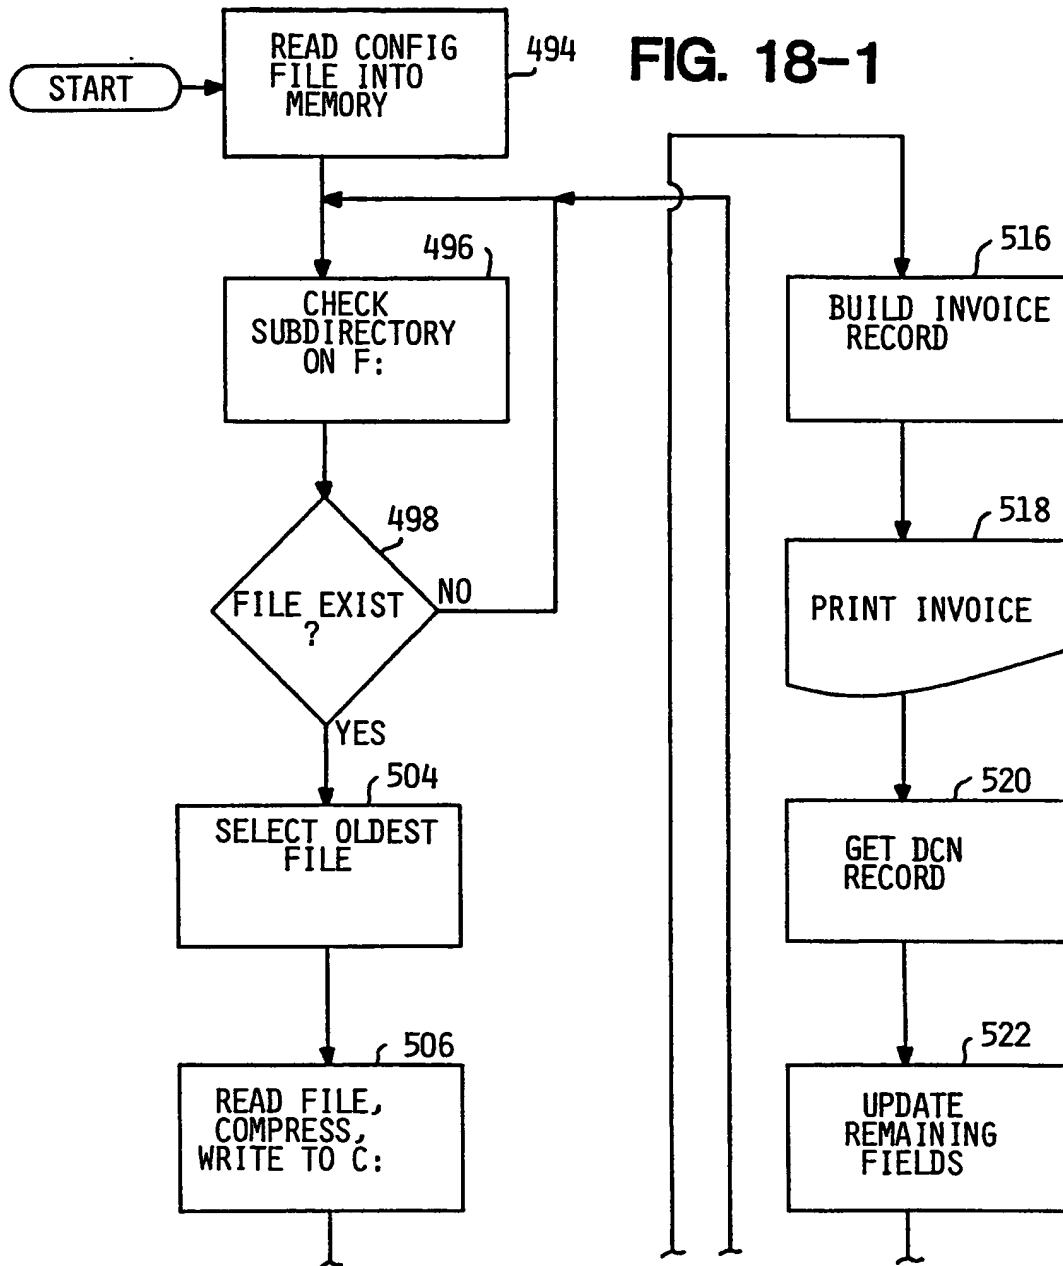 FIG. 18-1
START
READ CONFIG
FILE INTO
MEMORY
494
496
CHECK
SUBDIRECTORY
ON F:
498
FILE EXIST
?
NO
YES
504
SELECT OLDEST
FILE
506
READ FILE,
COMPRESS,
WRITE TO C:
516
BUILD INVOICE
RECORD
518
PRINT INVOICE
520
GET DCN
RECORD
522
UPDATE
REMAINING
FIELDS